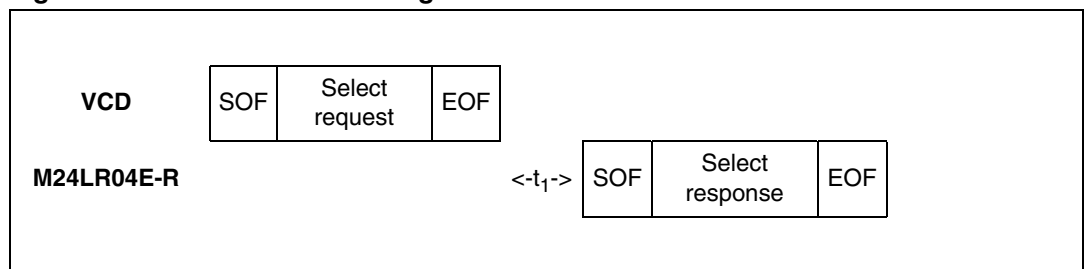 VCD SOF Select request EOF
M24LR04E-R <-t1-> SOF Select response EOF